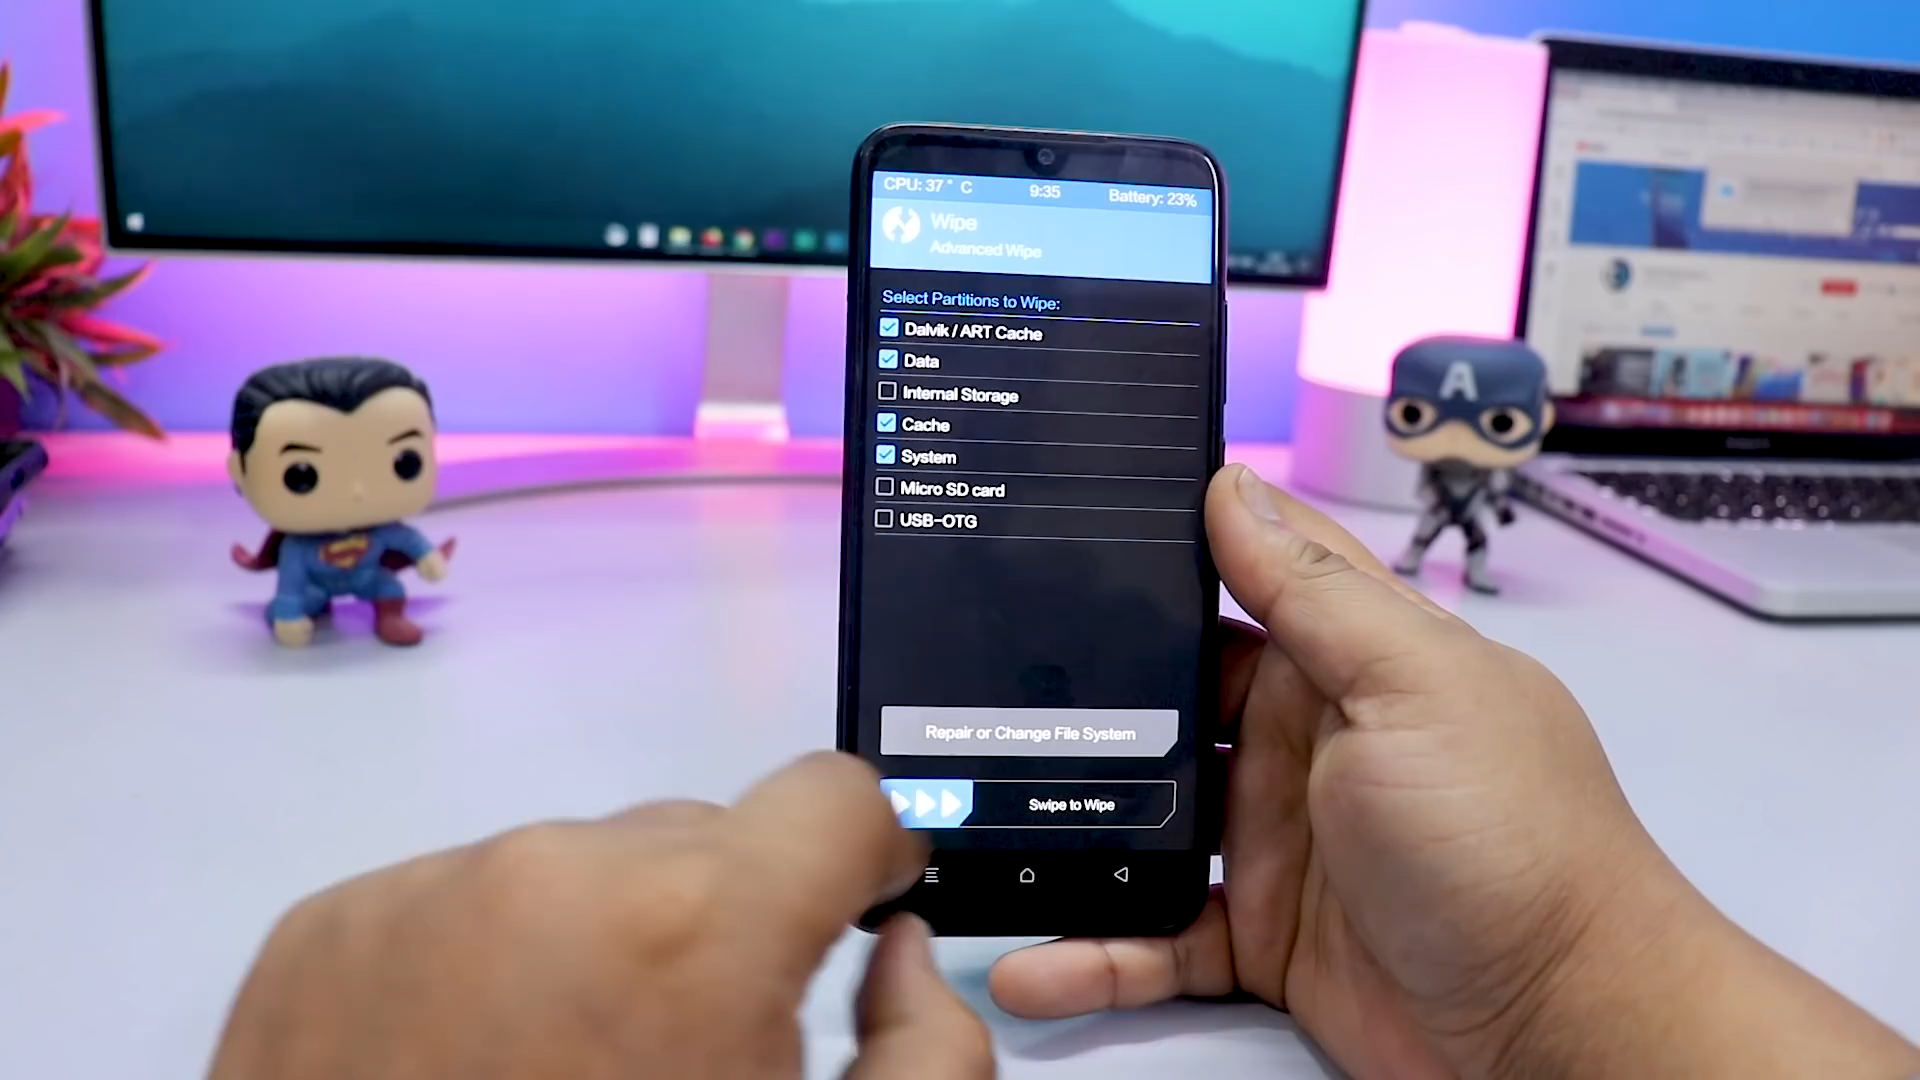 CPU: 37 ° C 9:35 Battery: 23%
Wipe
Advanced Wipe
Select Partitions to Wipe:
Dalvik / ART Cache
Data
Internal Storage
Cache
System
Micro SD card
USB-OTG
Repair or Change File System
Swipe to Wipe
A